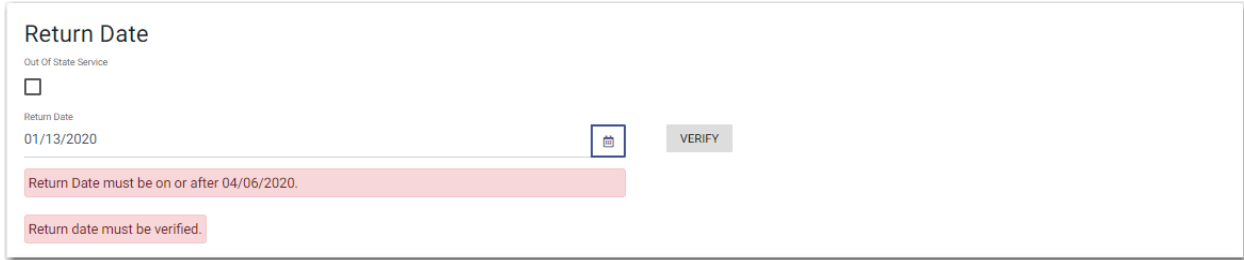 Return Date
Out Of State Service
Return Date
01/13/2020
VERIFY
Return Date must be on or after 04/06/2020.
Return date must be verified.